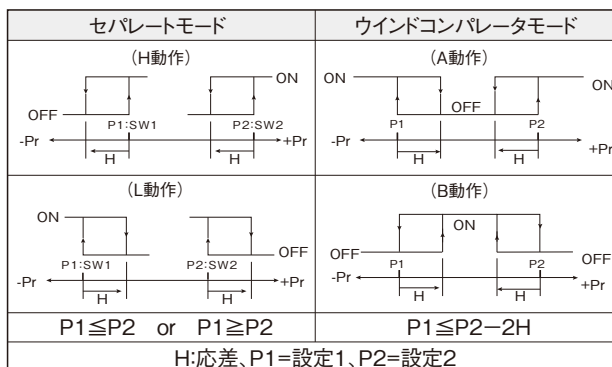 セパレートモード
ウインドコンパレータモード
(H動作)
ON
OFF
P1:SW1
P2:SW2
-Pr
+Pr
H
H
(A動作)
ON
ON
OFF
P1
P2
-Pr
+Pr
H
H
(L動作)
ON
OFF
P1:SW1
P2:SW2
-Pr
+Pr
H
H
(B動作)
ON
OFF
OFF
P1
P2
-Pr
+Pr
H
H
P1≦P2 or P1≧P2
P1≦P2−2H
H:応差、P1=設定1、P2=設定2